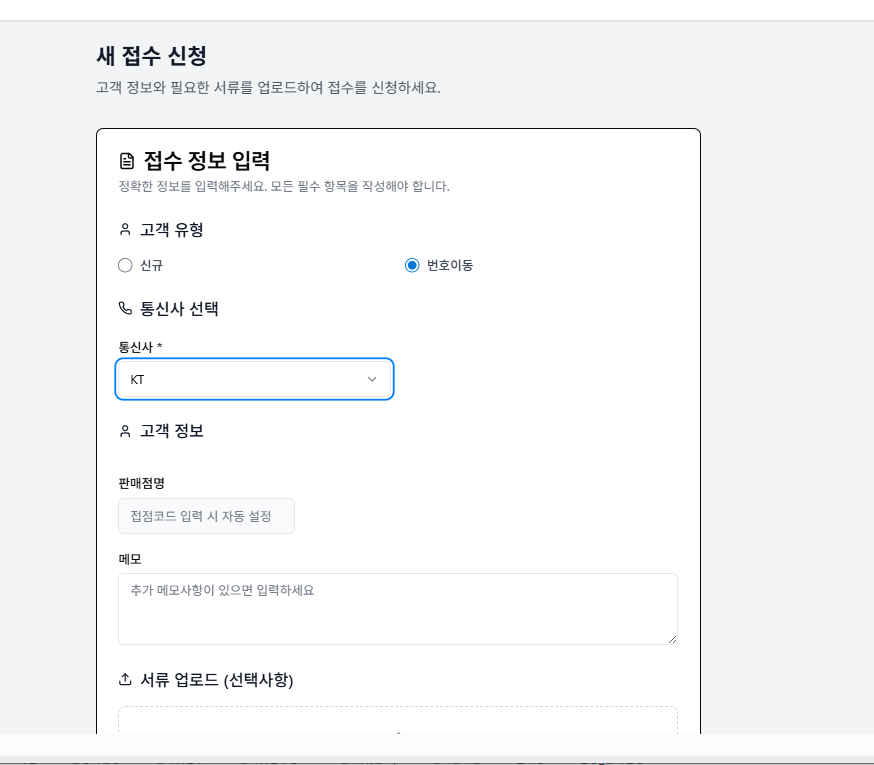 새 접수 신청
고객 정보와 필요한 서류를 업로드하여 접수를 신청하세요.
접수 정보 입력
정확한 정보를 입력해주세요. 모든 필수 항목을 작성해야 합니다.
고객 유형
신규
번호이동
통신사 선택
통신사 *
KT
고객 정보
판매점명
접점코드 입력 시 자동 설정
메모
추가 메모사항이 있으면 입력하세요
서류 업로드 (선택사항)